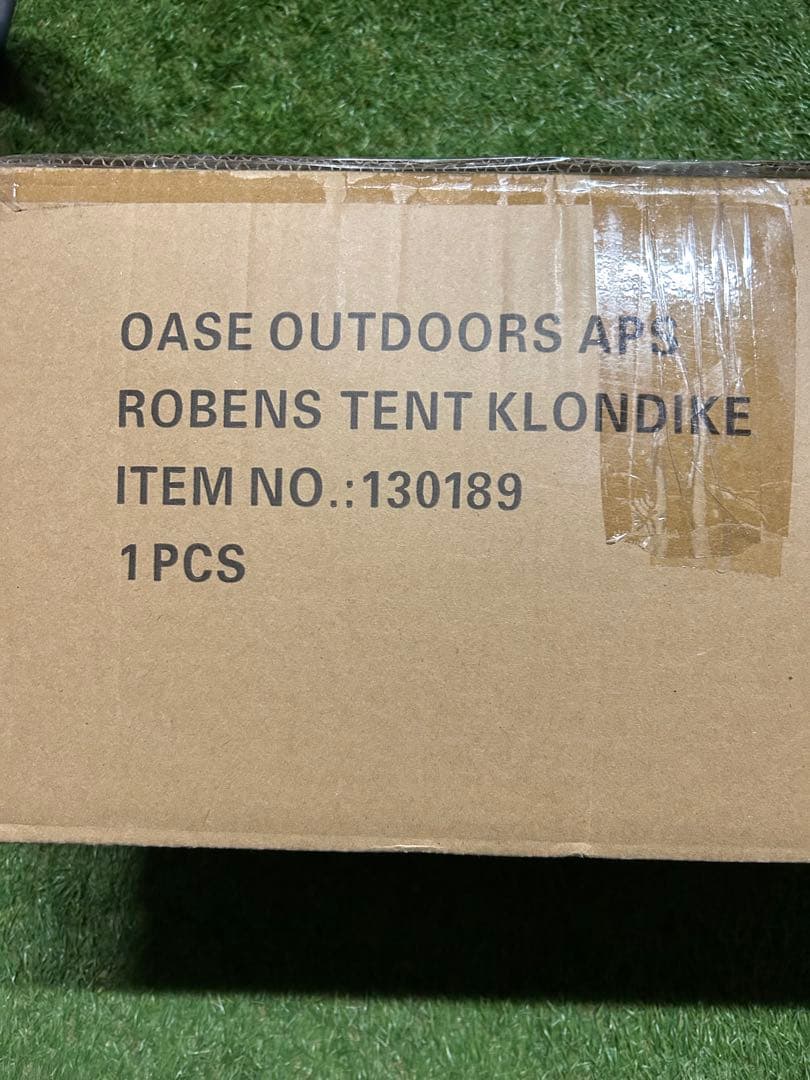 OASE OUTDOORS APS
ROBENS TENT KLONDIKE
ITEM NO.:130189
1PCS